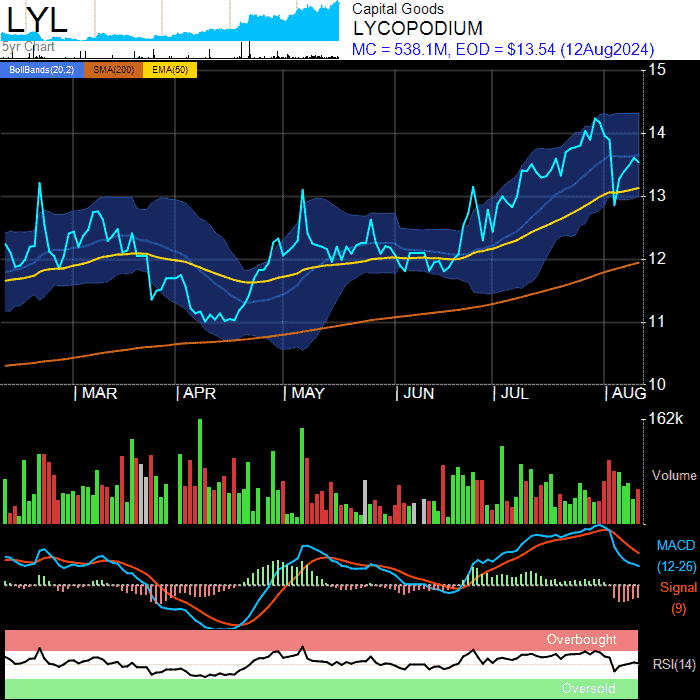 LYL
5yr Chart
Capital Goods
LYCOPODIUM
MC = 538.1M, EOD = $13.54 (12Aug2024)
BollBands(20,2) SMA(200) EMA(50)
15
14
13
12
11
10
MAR APR MAY JUN JUL AUG
162k
Volume
MACD
(12-26)
Signal
(9)
Overbought
RSI(14)
Oversold